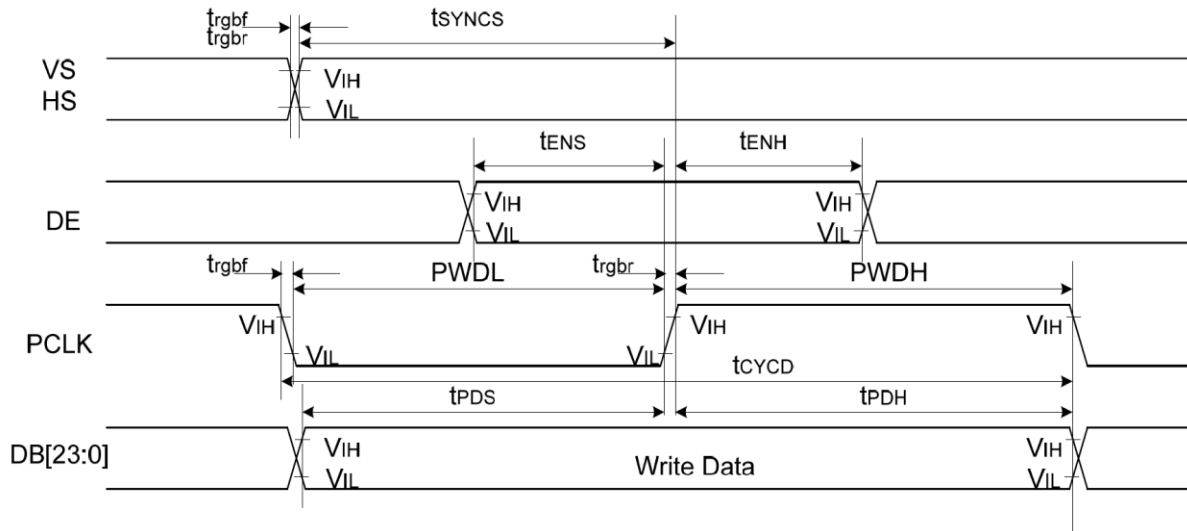 trgbf
trgbr
tSYNCS
VS
HS
VIH
VIL
tENS
tENH
DE
VIH
VIL
VIH
VIL
trgbf
PWDL
trgbr
PWDH
PCLK
VIH
VIL
VIL
VIH
VIH
tCYCD
tPDS
tPDH
DB[23:0]
VIH
VIL
Write Data
VIH
VIL